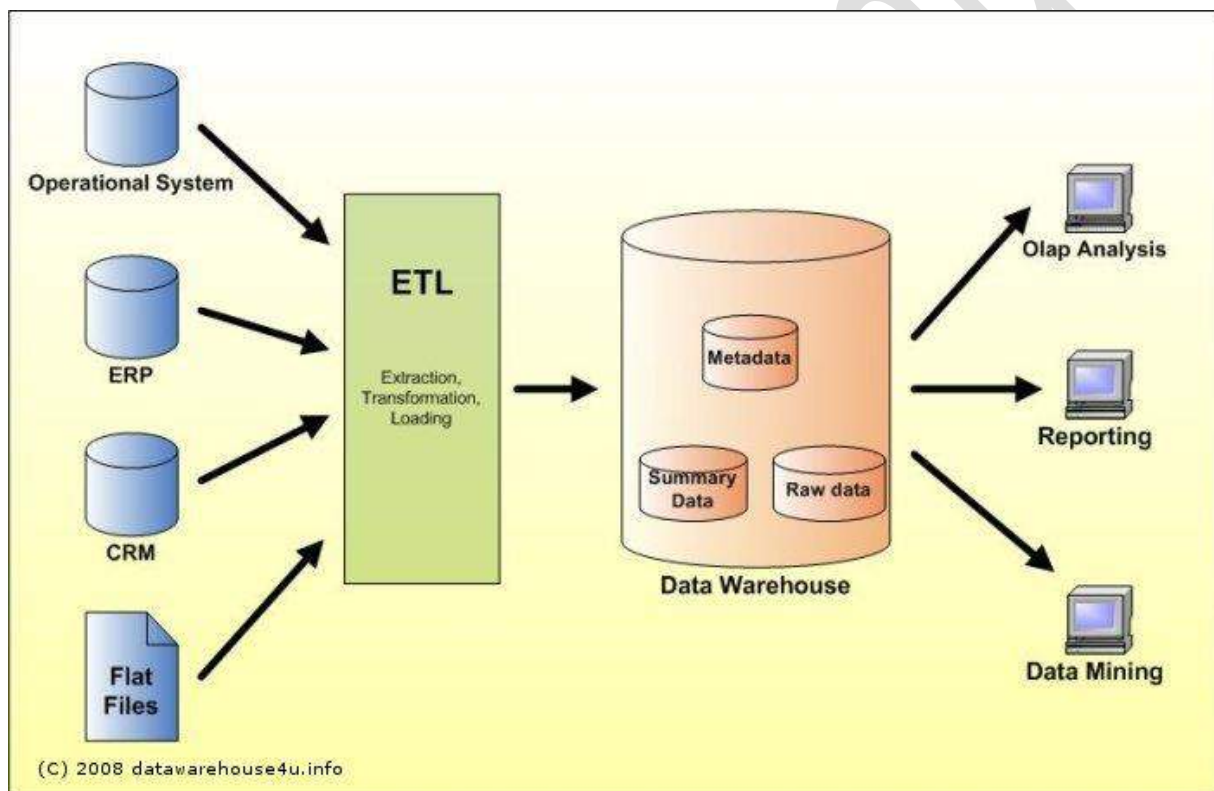 Operational System
ERP
CRM
Flat
Files
ETL
Extraction,
Transformation,
Loading
Metadata
Summary
Data
Raw data
Data Warehouse
Olap Analysis
Reporting
Data Mining
(C) 2008 datawarehouse4u.info